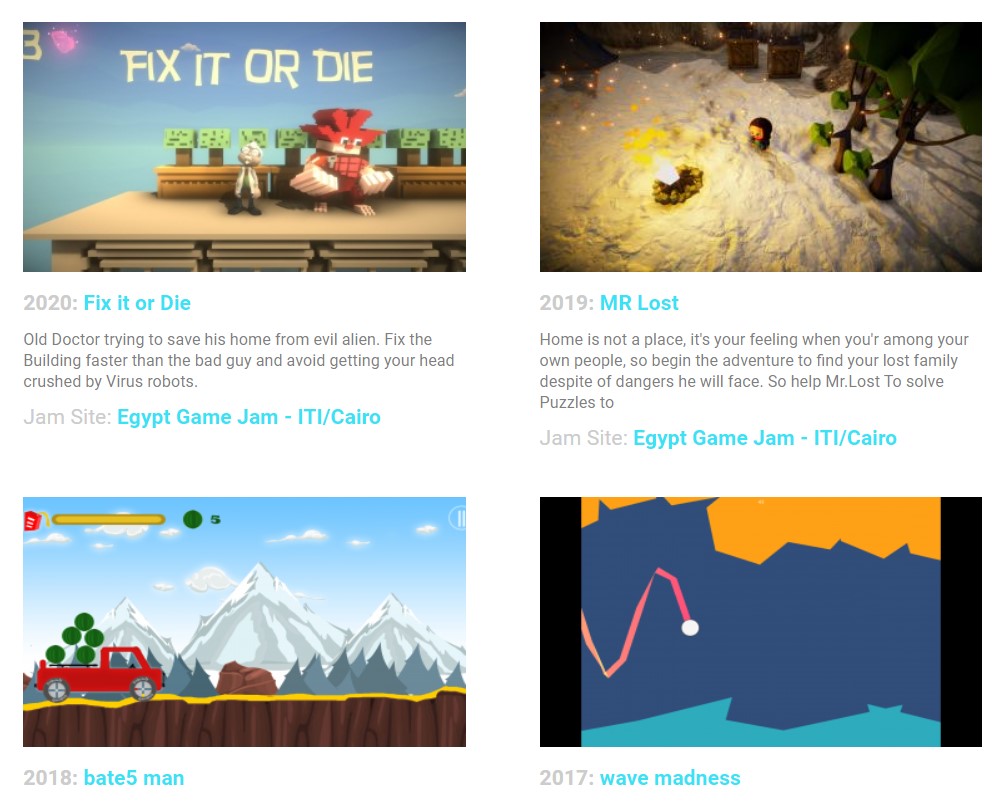 3
FIX IT OR DIE
2020: Fix it or Die
Old Doctor trying to save his home from evil alien. Fix the
Building faster than the bad guy and avoid getting your head
crushed by Virus robots.
Jam Site: Egypt Game Jam - ITI/Cairo
2019: MR Lost
Home is not a place, it's your feeling when you'r among your
own people, so begin the adventure to find your lost family
despite of dangers he will face. So help Mr.Lost To solve
Puzzles to
Jam Site: Egypt Game Jam - ITI/Cairo
5
2018: bate5 man
2017: wave madness